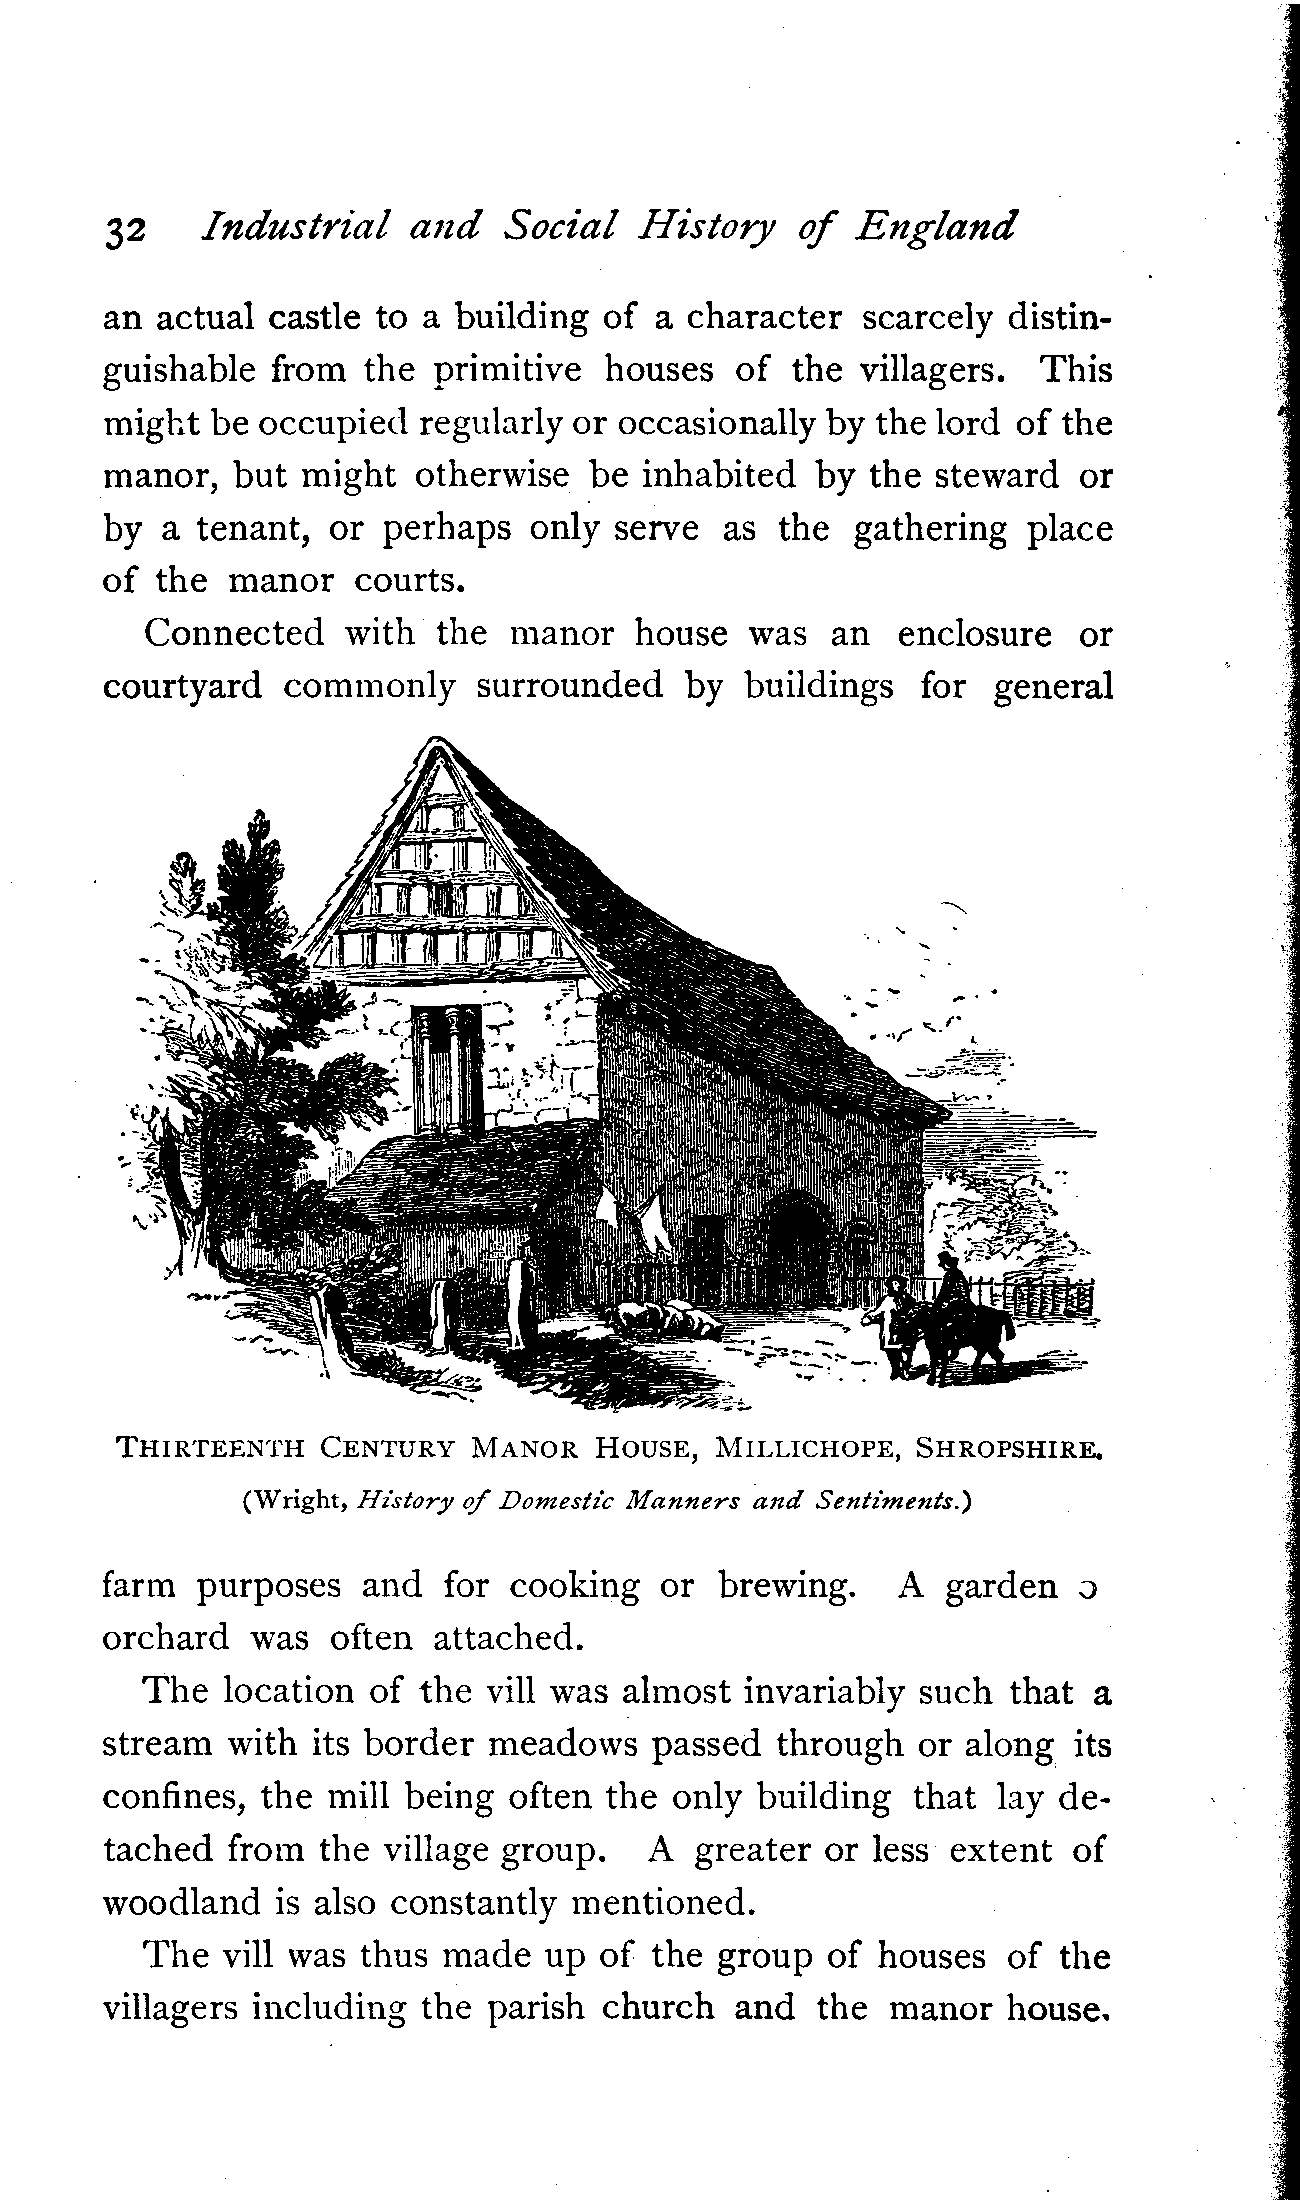 32 Industrial and Social History of England
an actual castle to a building of a character scarcely distin-
guishable from the primitive houses of the villagers. This
might be occupied regularly or occasionally by the lord of the
manor, but might otherwise be inhabited by the steward or
by a tenant, or perhaps only serve as the gathering place
of the manor courts.
Connected with the manor house was an enclosure or
courtyard commonly surrounded by buildings for general
THIRTEENTH CENTURY MANOR HOUSE, MILLICHOPE, SHROPSHIRE.
(Wright, History of Domestic Manners and Sentiments.)
farm purposes and for cooking or brewing. A garden
orchard was often attached.
The location of the vill was almost invariably such that a
stream with its border meadows passed through or along its
confines, the mill being often the only building that lay de-
tached from the village group. A greater or less extent of
woodland is also constantly mentioned.
The vill was thus made up of the group of houses of the
villagers including the parish church and the manor house.